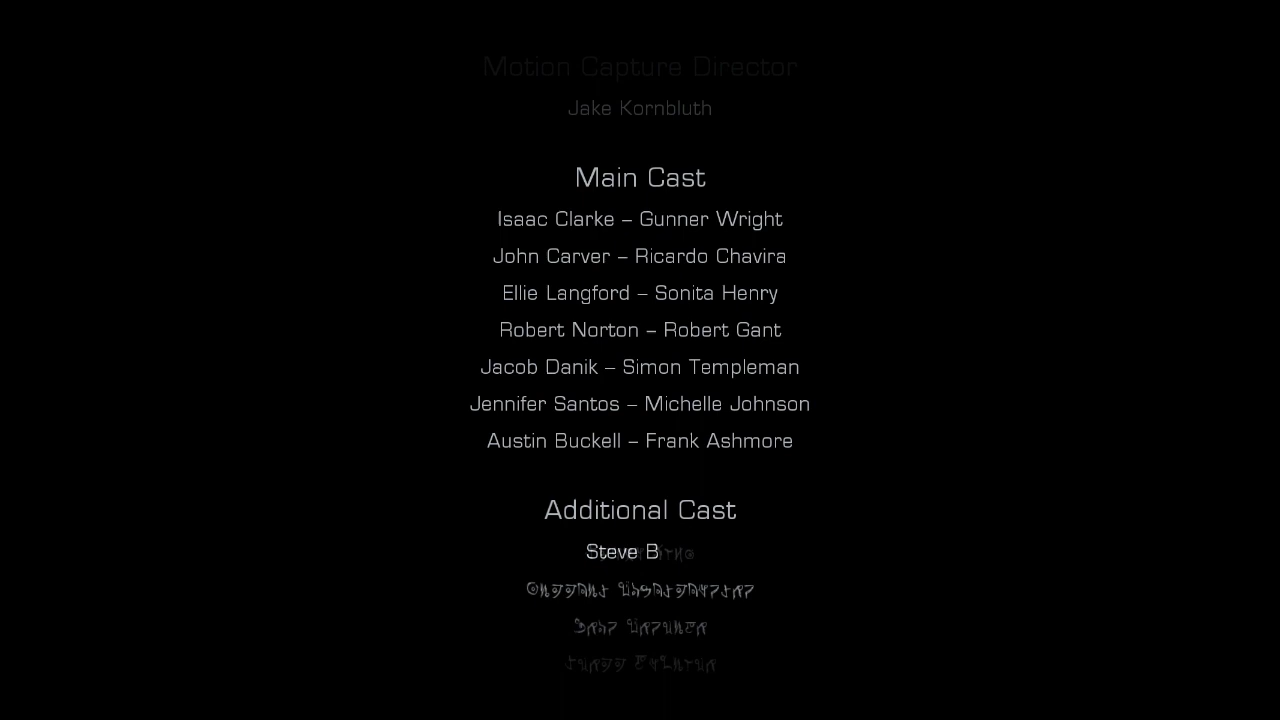 Motion Capture Director
Jake Kornbluth
Main Cast
Isaac Clarke – Gunner Wright
John Carver – Ricardo Chavira
Ellie Langford – Sonita Henry
Robert Norton – Robert Gant
Jacob Danik – Simon Templeman
Jennifer Santos – Michelle Johnson
Austin Buckell – Frank Ashmore
Additional Cast
Steve B